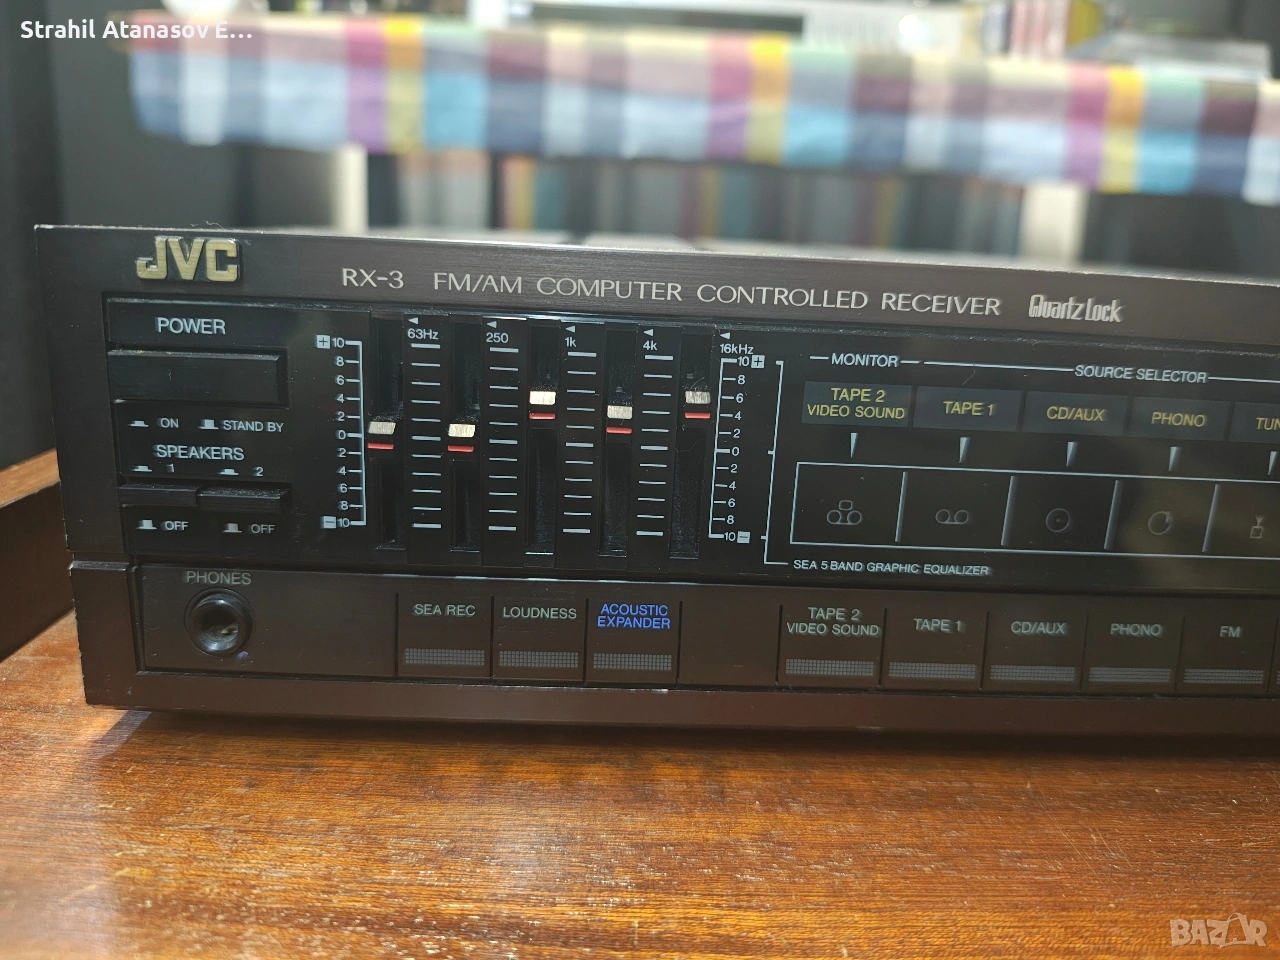 Strahil Atanasov E...
JVC
RX-3 FM/AM COMPUTER CONTROLLED RECEIVER Quartz Lock
POWER
ON STAND BY
SPEAKERS
1 2
OFF OFF
63Hz 250 1k 4k 16kHz
+ 10
8
6
4
2
0
2
4
6
8
- 10
10 +
8
6
4
2
0
2
4
6
8
10 -
SEA 5 BAND GRAPHIC EQUALIZER
MONITOR SOURCE SELECTOR
TAPE 2
VIDEO SOUND
TAPE 1
CD/AUX
PHONO
TUN
PHONES
SEA REC
LOUDNESS
ACOUSTIC
EXPANDER
TAPE 2
VIDEO SOUND
TAPE 1
CD/AUX
PHONO
FM
BAZAR